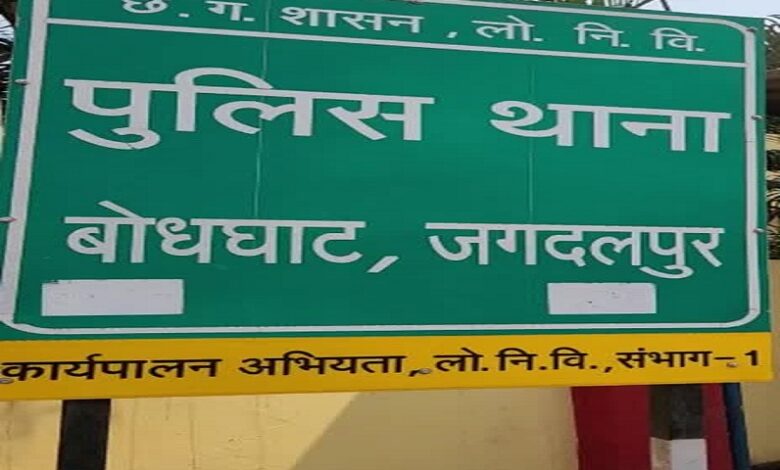 छ. ग. शासन , लो. नि. वि.
पुलिस थाना
बोधघाट, जगदलपुर
कार्यपालन अभियता, लो. नि. वि., संभाग-1